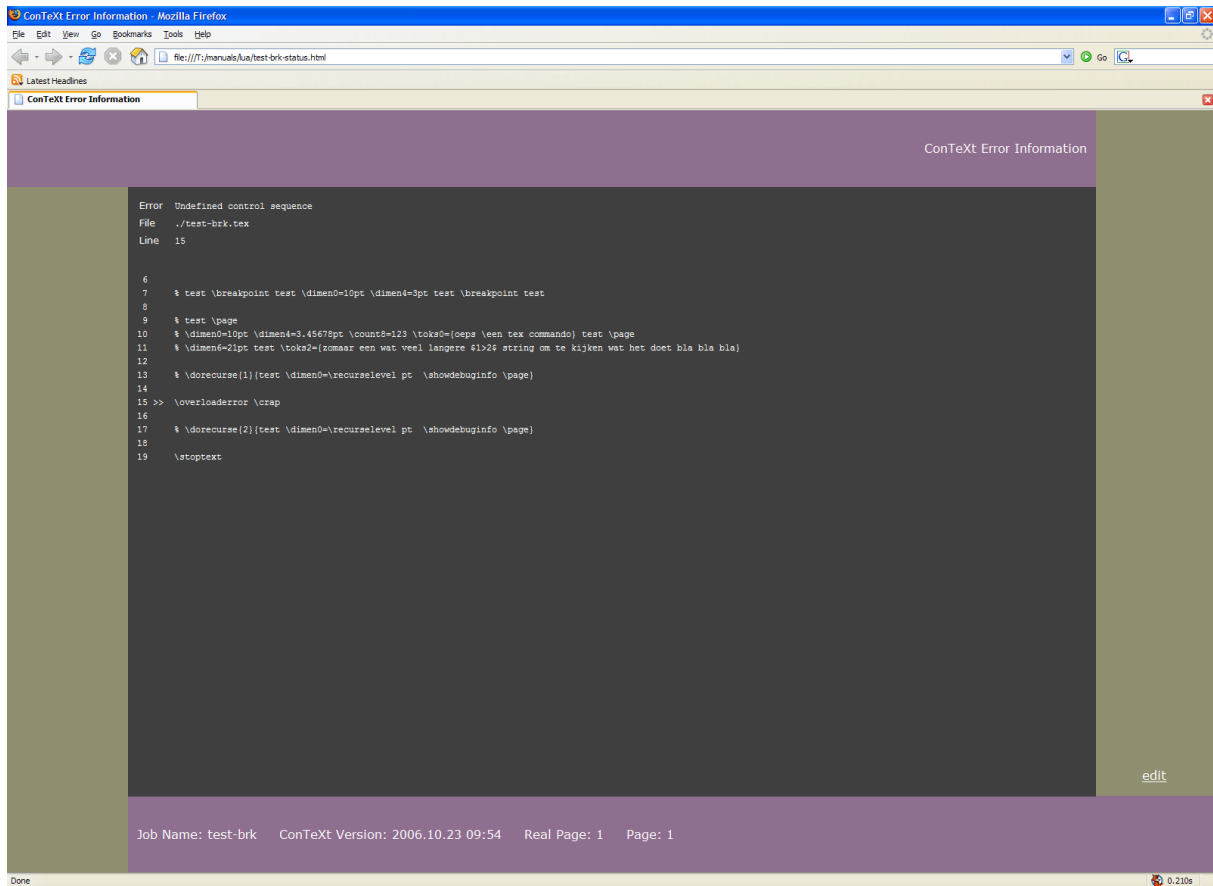 ConTeXt Error Information - Mozilla Firefox
File Edit View Go Bookmarks Tools Help
file:///T:/manuals/lua/test-brk-status.html Go G
Latest Headlines
ConTeXt Error Information
ConTeXt Error Information
Error Undefined control sequence
File ./test-brk.tex
Line 15
6
7 % test \breakpoint test \dimen0=10pt \dimen4=3pt test \breakpoint test
8
9 % test \page
10 % \dimen0=10pt \dimen4=3.45678pt \count8=123 \toks0={oeps \een tex commando} test \page
11 % \dimen6=21pt test \toks2={zomaar een wat veel langere $1>2$ string om te kijken wat het doet bla bla bla}
12
13 % \dorecurse{1}{test \dimen0=\recurselevel pt \showdebuginfo \page}
14
15 >> \overloaderror \crap
16
17 % \dorecurse{2}{test \dimen0=\recurselevel pt \showdebuginfo \page}
18
19 \stoptext
edit
Job Name: test-brk ConTeXt Version: 2006.10.23 09:54 Real Page: 1 Page: 1
Done 0.210s